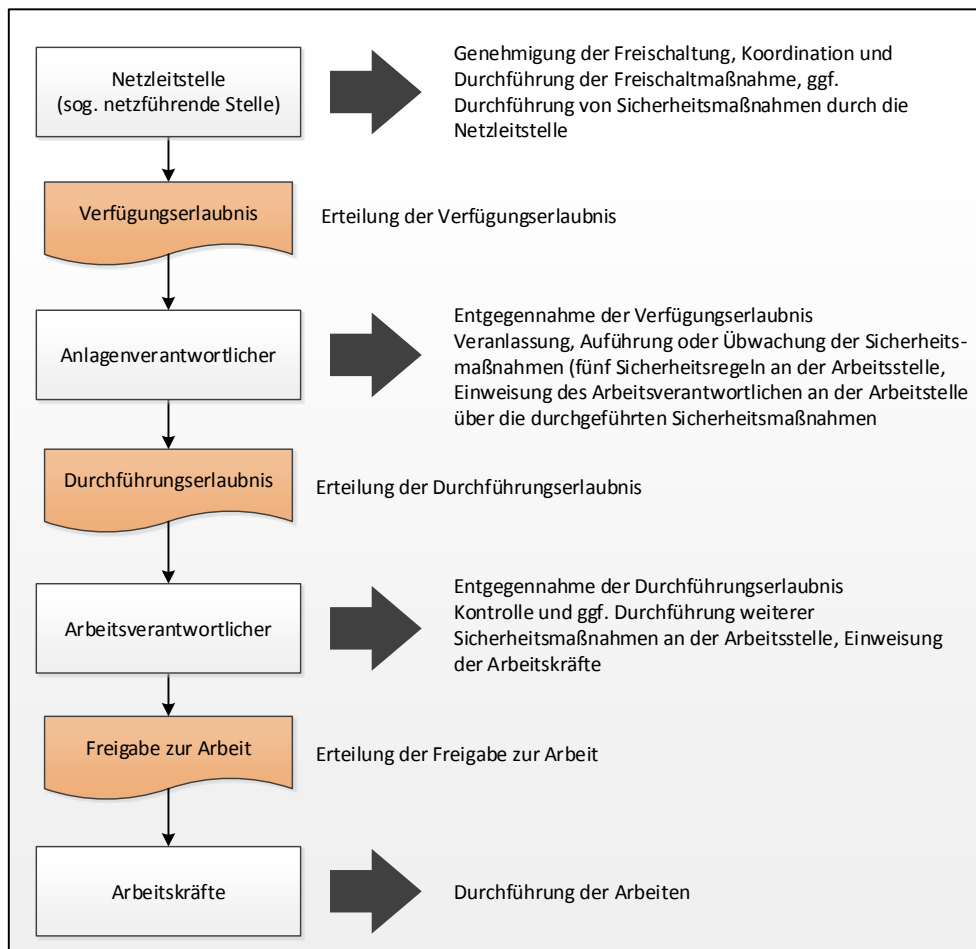 Netzleitstelle
(sog. netzführende Stelle)
Genehmigung der Freischaltung, Koordination und
Durchführung der Freischaltmaßnahme, ggf.
Durchführung von Sicherheitsmaßnahmen durch die
Netzleitstelle
Verfügungserlaubnis
Erteilung der Verfügungserlaubnis
Anlagenverantwortlicher
Entgegennahme der Verfügungserlaubnis
Veranlassung, Auführung oder Übwachung der Sicherheits-
maßnahmen (fünf Sicherheitsregeln an der Arbeitsstelle,
Einweisung des Arbeitsverantwortlichen an der Arbeitstelle
über die durchgeführten Sicherheitsmaßnahmen
Durchführungserlaubnis
Erteilung der Durchführungserlaubnis
Arbeitsverantwortlicher
Entgegennahme der Durchführungserlaubnis
Kontrolle und ggf. Durchführung weiterer
Sicherheitsmaßnahmen an der Arbeitsstelle, Einweisung
der Arbeitskräfte
Freigabe zur Arbeit
Erteilung der Freigabe zur Arbeit
Arbeitskräfte
Durchführung der Arbeiten